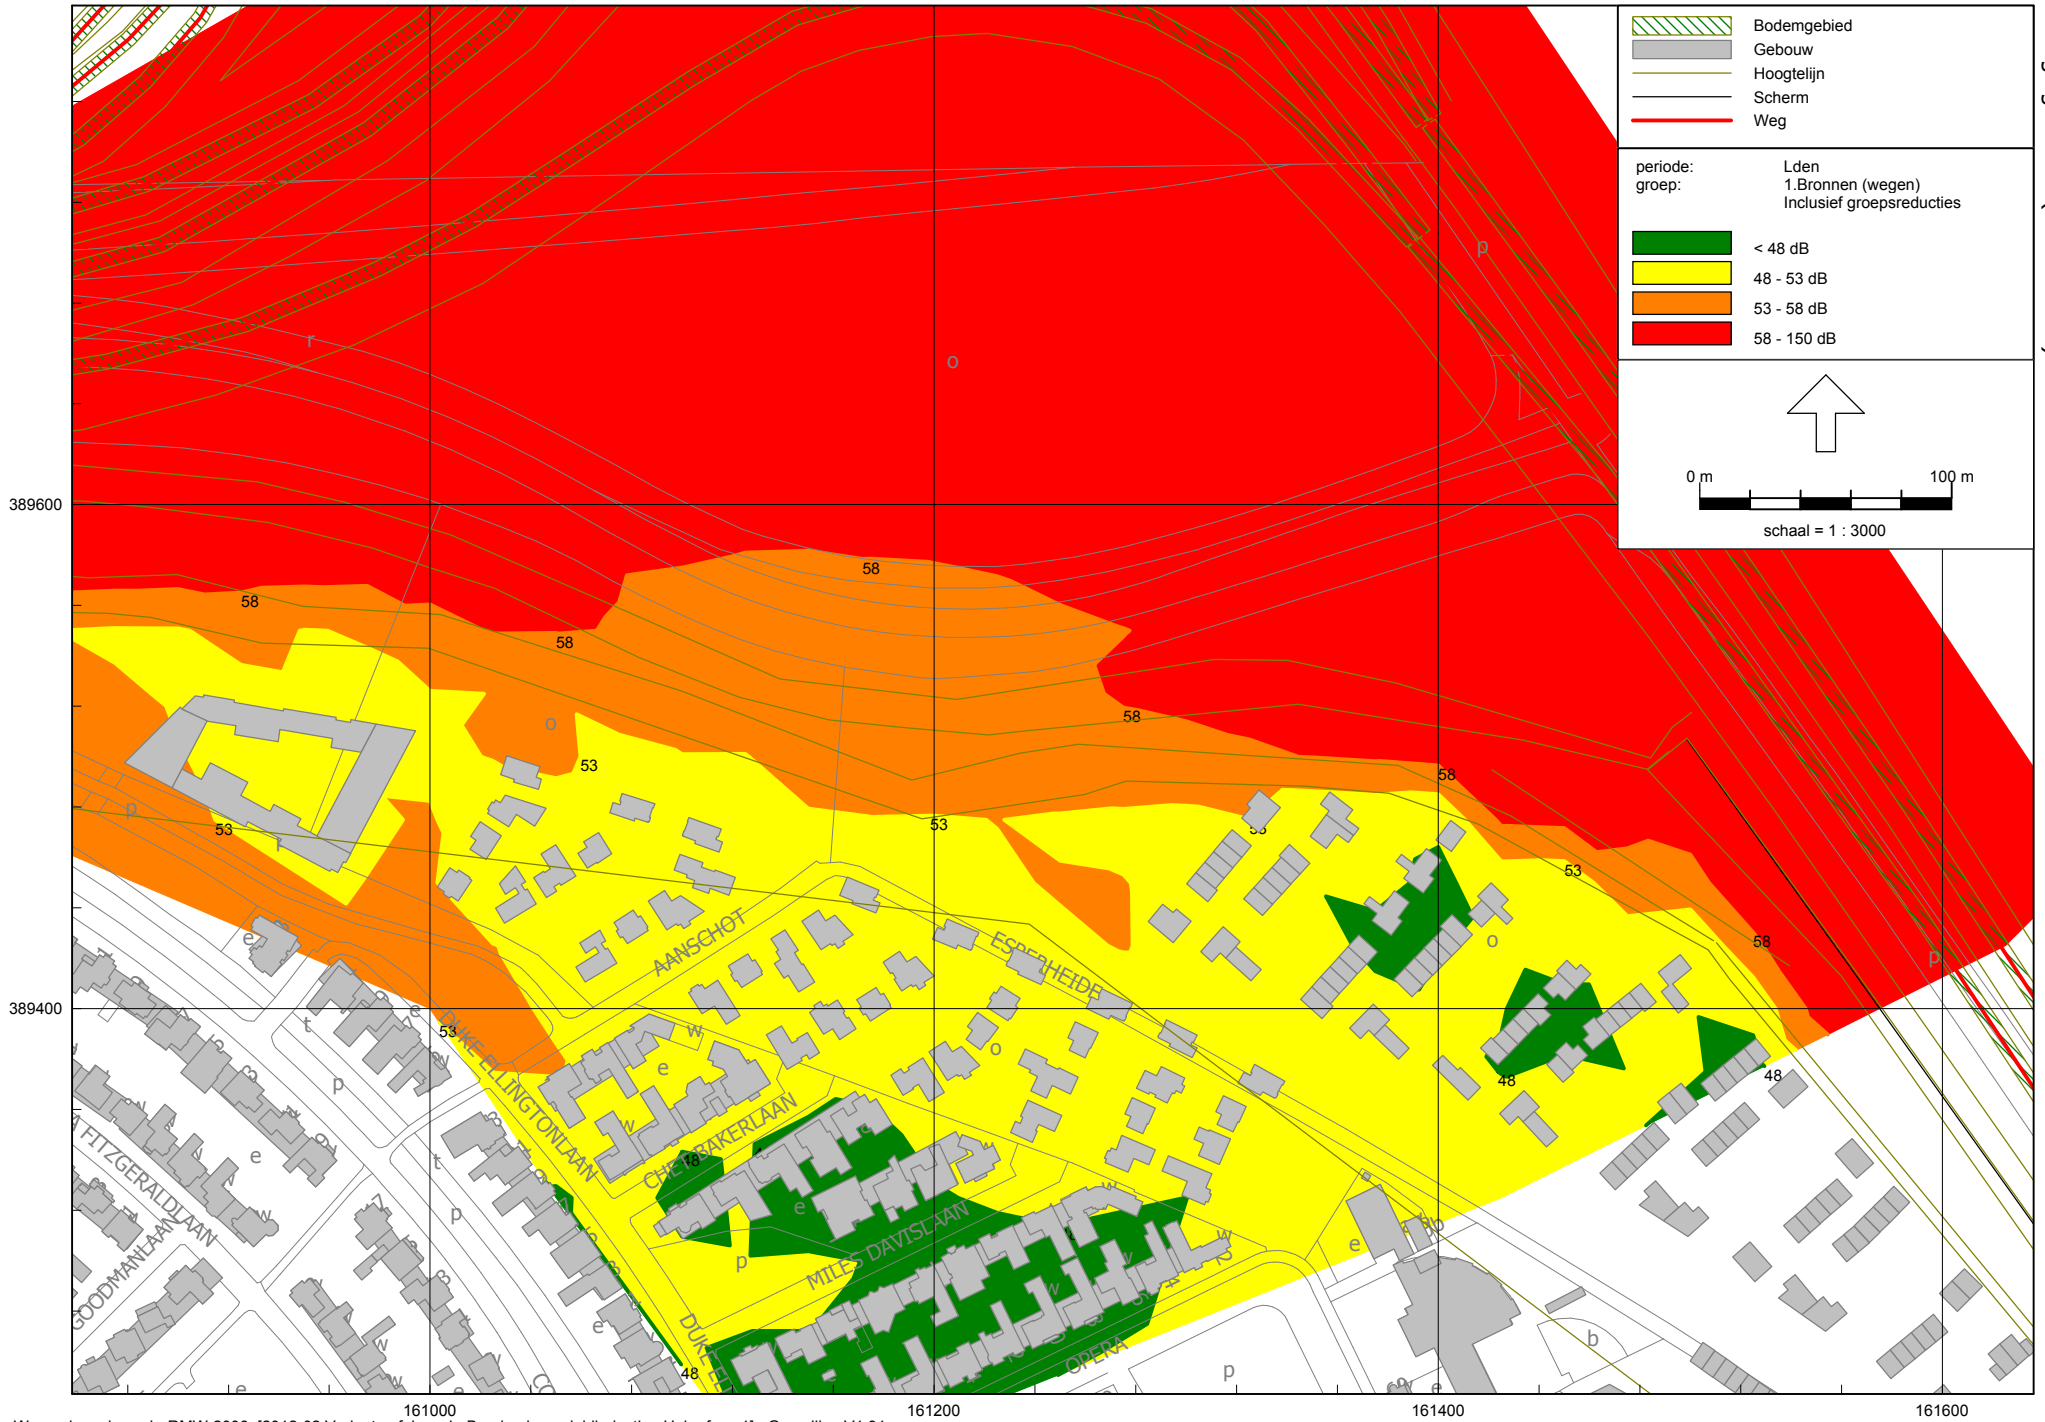 Bodemgebied
Gebouw
Hoogtelijn
Scherm
Weg
periode: Lden
groep: 1.Bronnen (wegen)
Inclusief groepsreducties
< 48 dB
48 - 53 dB
53 - 58 dB
58 - 150 dB
0 m 100 m
schaal = 1 : 3000
p
r
o
389600
58
58
58
58
o
53
58
p
53
53
53
53
o
58
p
e
AANSCHOT
ESPERHEIDE
389400
53
t
e
w
o
p
e
48
48
DUKE ELLINGTONLAAN
CHET BAKERLAAN
w
48
A FITZGERALDLAAN
e
t
p
e
w
GOODMANLAAN
MILES DAVISLAAN
p
w
e
b
w
w
e
OPERA
b
p
48
DUKE EL
CO
e
e
161000 161200 161400 161600